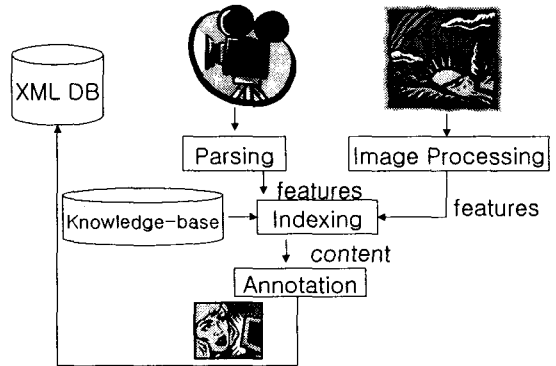 XML DB
Parsing
Image Processing
features
features
Knowledge-base
Indexing
content
Annotation